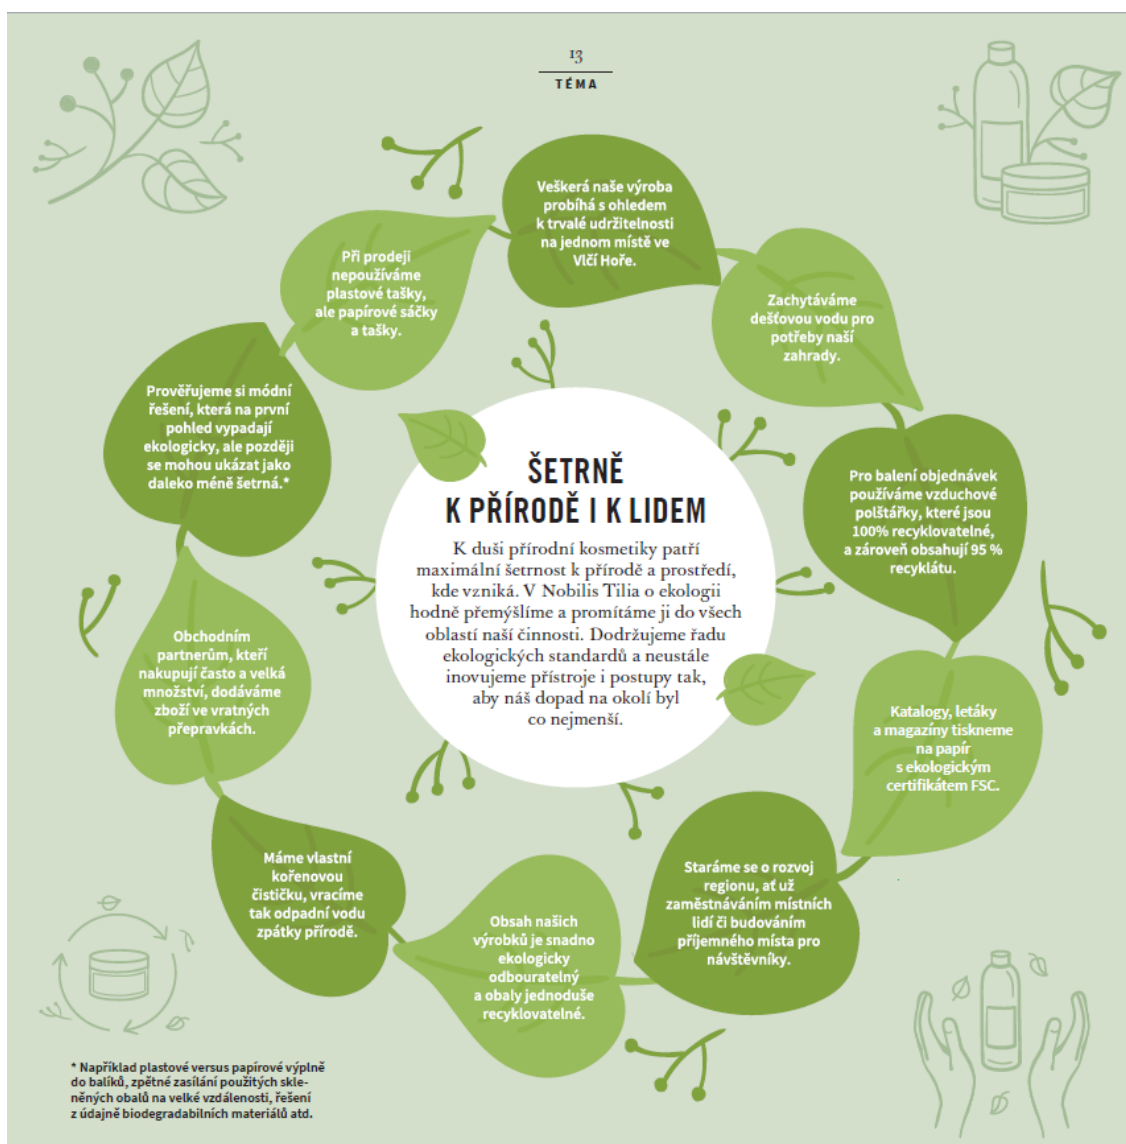 13
TÉMA
Veškerá naše výroba
probíhá s ohledem
k trvalé udržitelnosti
na jednom místě ve
Vlčí Hoře.
Zachytáváme
dešťovou vodu pro
potřeby naší
zahrady.
Pro balení objednávek
používáme vzduchové
polštářky, které jsou
100% recyklovatelné,
a zároveň obsahují 95 %
recyklátu.
Katalogy, letáky
a magazíny tiskneme
na papír
s ekologickým
certifikátem FSC.
Staráme se o rozvoj
regionu, ať už
zaměstnáváním místních
lidí či budováním
příjemného místa pro
návštěvníky.
Obsah našich
výrobků je snadno
ekologicky
odbouratelný
a obaly jednoduše
recyklovatelné.
Máme vlastní
kořenovou
čističku, vracíme
tak odpadní vodu
zpátky přírodě.
Obchodním
partnerům, kteří
nakupují často a velká
množství, dodáváme
zboží ve vratných
přepravkách.
Prověřujeme si módní
řešení, která na první
pohled vypadají
ekologicky, ale později
se mohou ukázat jako
daleko méně šetrná.*
Při prodeji
nepoužíváme
plastové tašky,
ale papírové sáčky
a tašky.
ŠETRNĚ
K PŘÍRODĚ I K LIDEM
K duši přírodní kosmetiky patří
maximální šetrnost k přírodě a prostředí,
kde vzniká. V Nobilis Tilia o ekologii
hodně přemýšlíme a promítáme ji do všech
oblastí naší činnosti. Dodržujeme řadu
ekologických standardů a neustále
inovujeme přístroje i postupy tak,
aby náš dopad na okolí byl
co nejmenší.
* Například plastové versus papírové výplně
do balíků, zpětné zasílání použitých skle-
něných obalů na velké vzdálenosti, řešení
z údajně biodegradabilních materiálů atd.